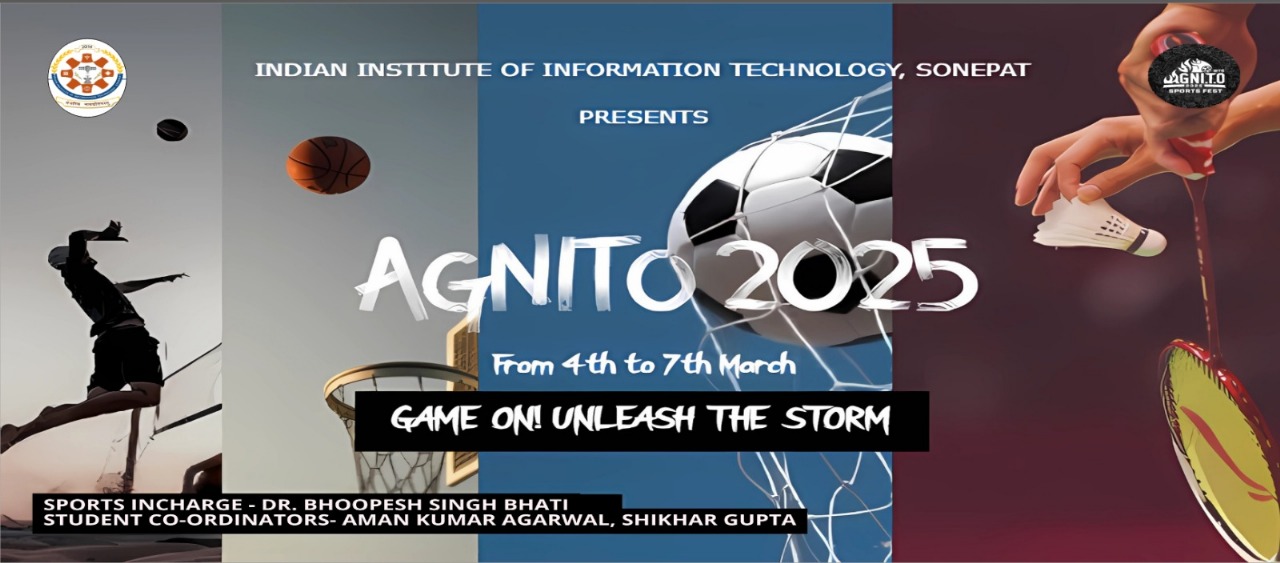 INDIAN INSTITUTE OF INFORMATION TECHNOLOGY, SONEPAT
PRESENTS
AGNITO
SPORTS FEST
AGNITO 2025
From 4th to 7th March
GAME ON! UNLEASH THE STORM
SPORTS INCHARGE - DR. BHOOPESH SINGH BHATI
STUDENT CO-ORDINATORS- AMAN KUMAR AGARWAL, SHIKHAR GUPTA